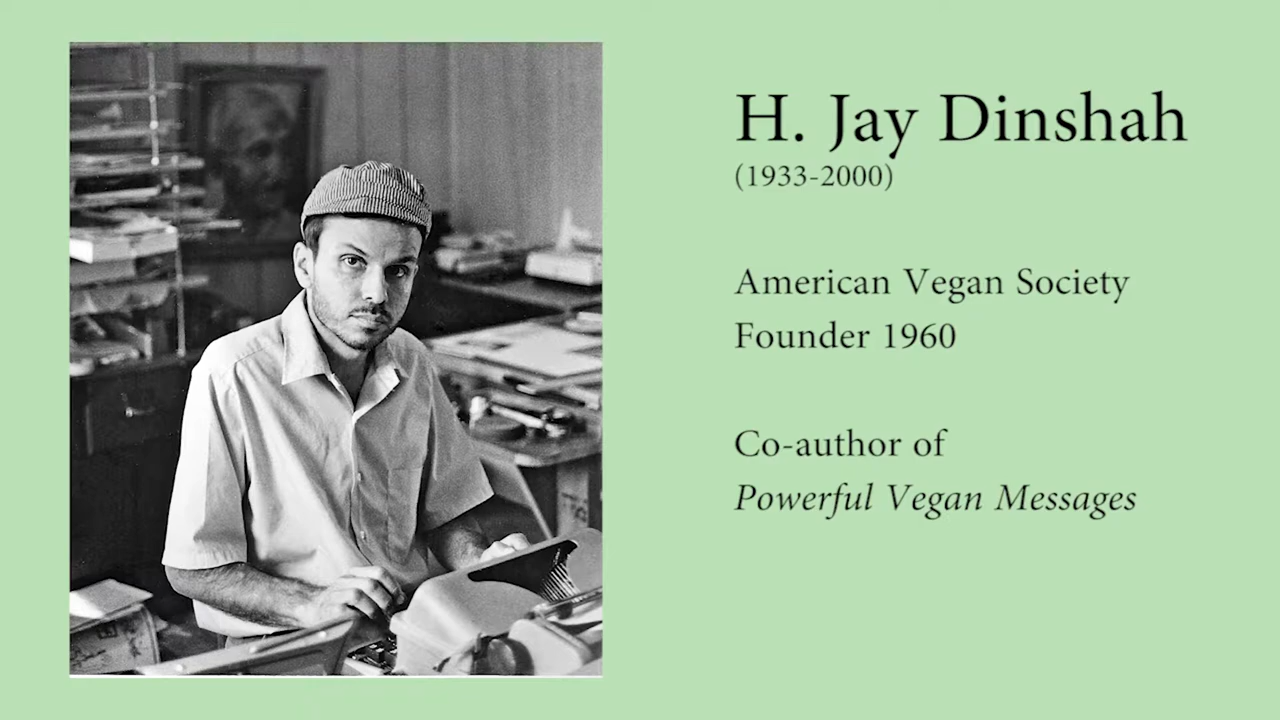 H. Jay Dinshah
(1933-2000)
American Vegan Society
Founder 1960
Co-author of
Powerful Vegan Messages